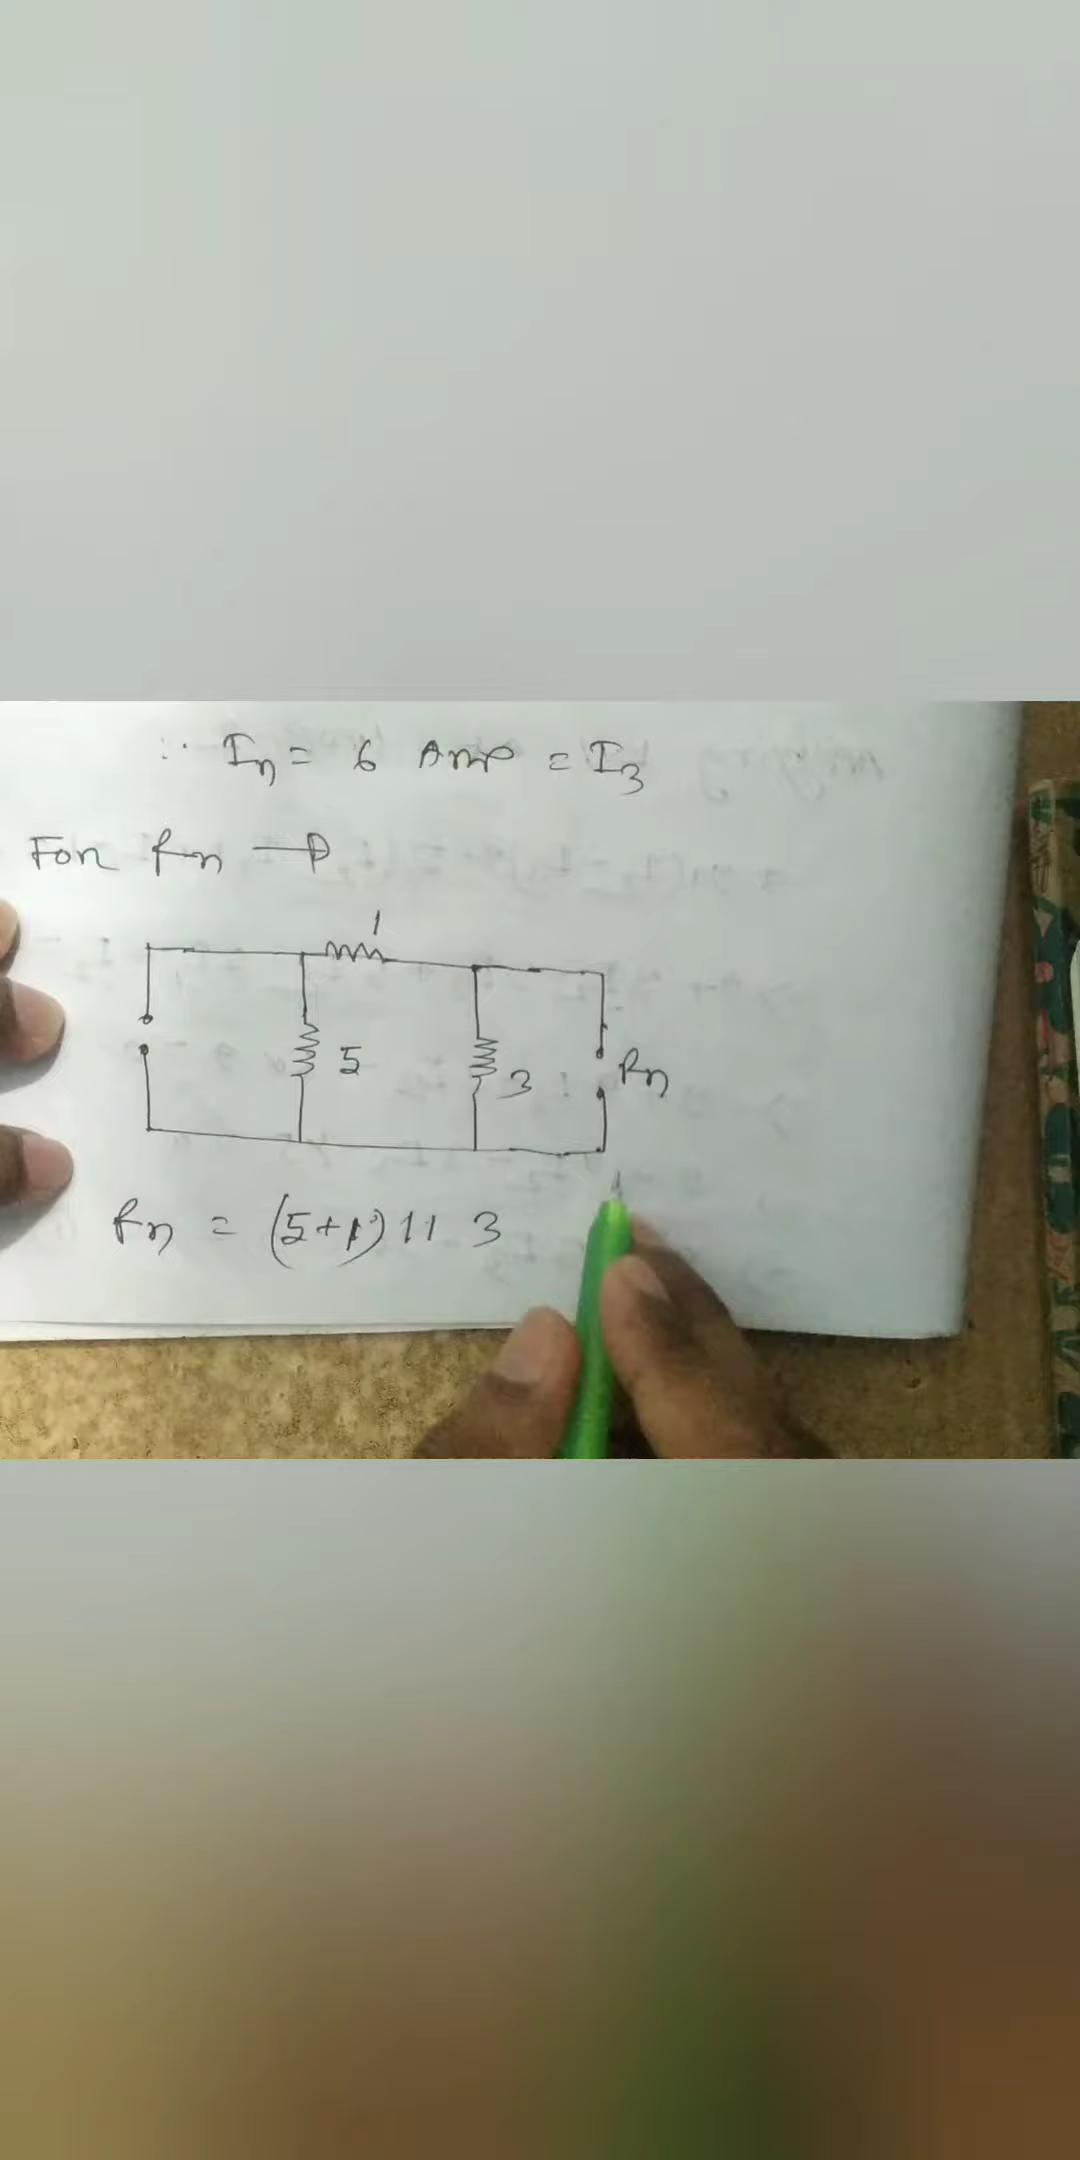 ∴ In = 6 Amp = I3
For Rn →
1
5
3
Rn
Rn = (5+1) || 3